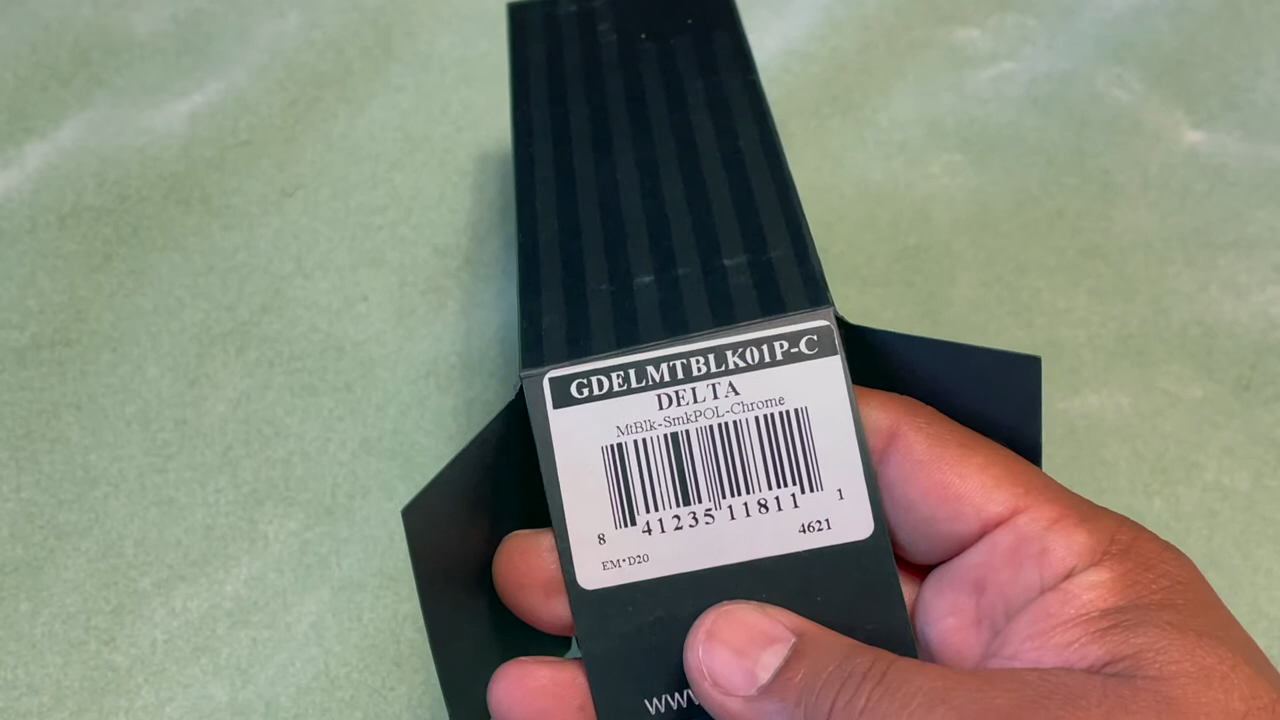 GDELMTBLK01P-C
DELTA
MtBlk-SmkPOL-Chrome
8 41235 11811 1
EM*D20 4621